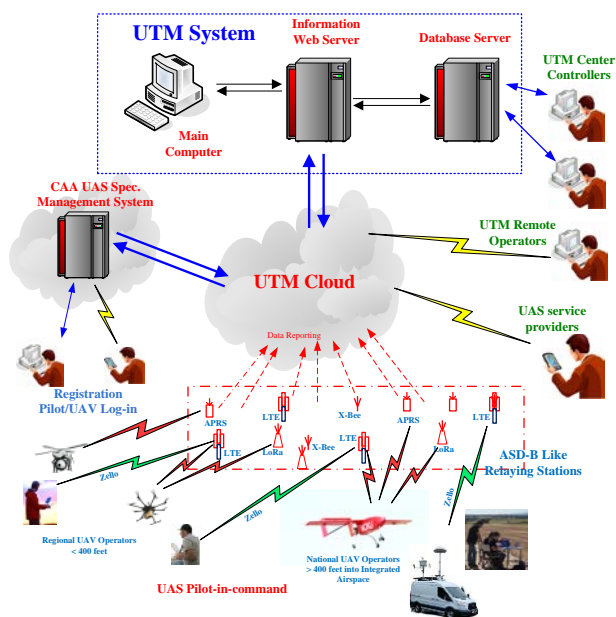 UTM System
Information
Web Server
Database Server
UTM Center
Controllers
Main
Computer
CAA UAS Spec.
Management System
UTM Remote
Operators
UTM Cloud
UAS service
providers
Data Reporting
Registration
Pilot/UAV Log-in
APRS
LTE
X-Bee
APRS
LTE
LTE
LoRa
X-Bee
LTE
LoRa
ASD-B Like
Relaying Stations
Zello
Zello
Zello
Regional UAV Operators
< 400 feet
National UAV Operators
> 400 feet into Integrated
Airspace
UAS Pilot-in-command